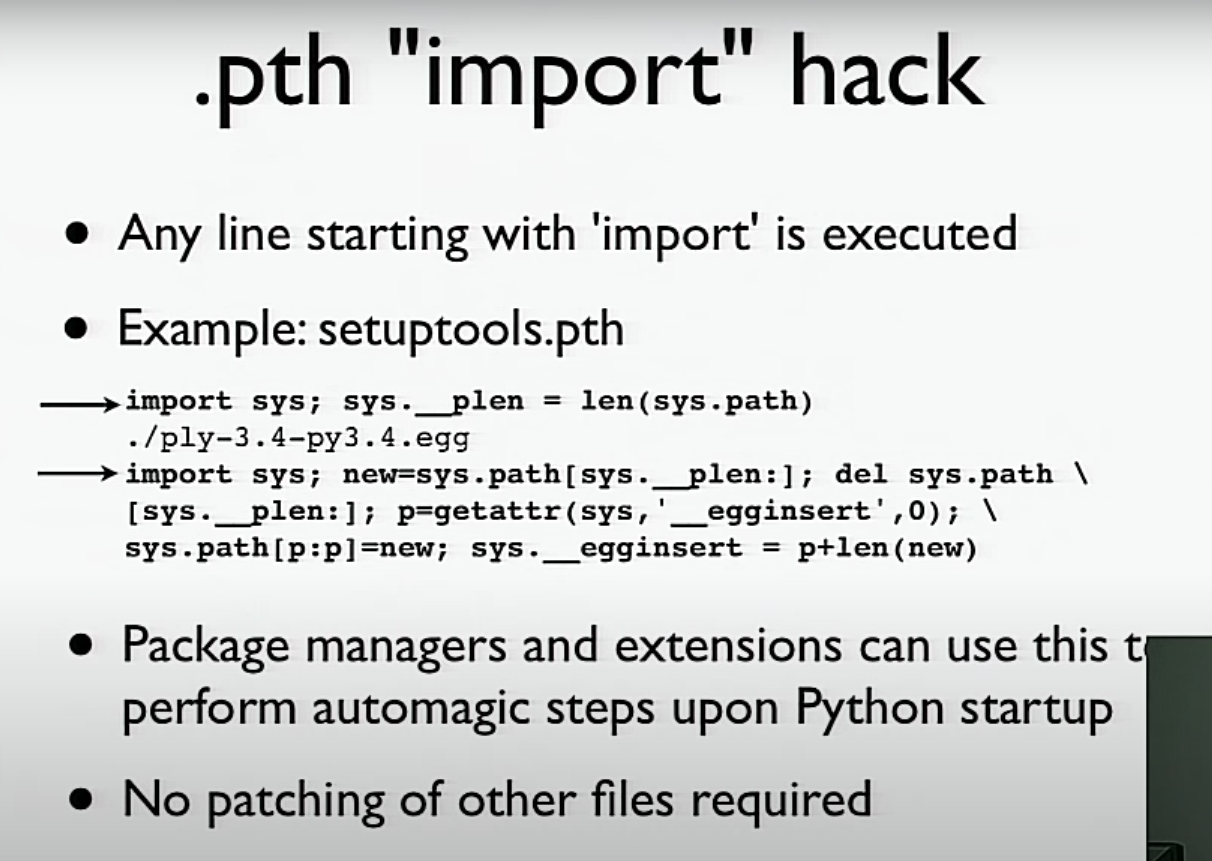 .pth "import" hack
• Any line starting with 'import' is executed
• Example: setuptools.pth
import sys; sys.__plen = len(sys.path)
./ply-3.4-py3.4.egg
import sys; new=sys.path[sys.__plen:]; del sys.path \
[sys.__plen:]; p=getattr(sys,'__egginsert',0); \
sys.path[p:p]=new; sys.__egginsert = p+len(new)
• Package managers and extensions can use this
perform automagic steps upon Python startup
• No patching of other files required